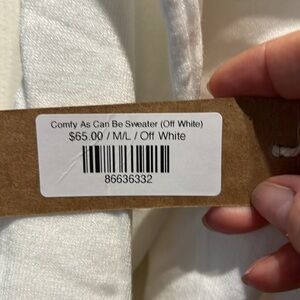 Comfy As Can Be Sweater (Off White)
$65.00 / M/L / Off White
86636332